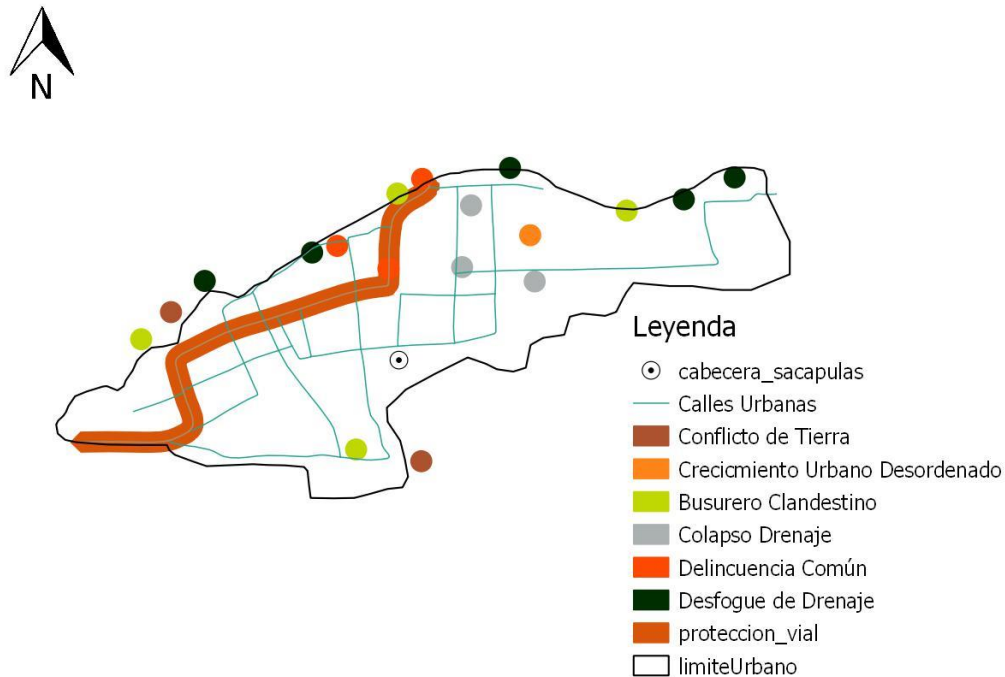 N
Leyenda
cabecera_sacapulas
Calles Urbanas
Conflicto de Tierra
Crecicmiento Urbano Desordenado
Busurero Clandestino
Colapso Drenaje
Delincuencia Común
Desfogue de Drenaje
proteccion_vial
limiteUrbano